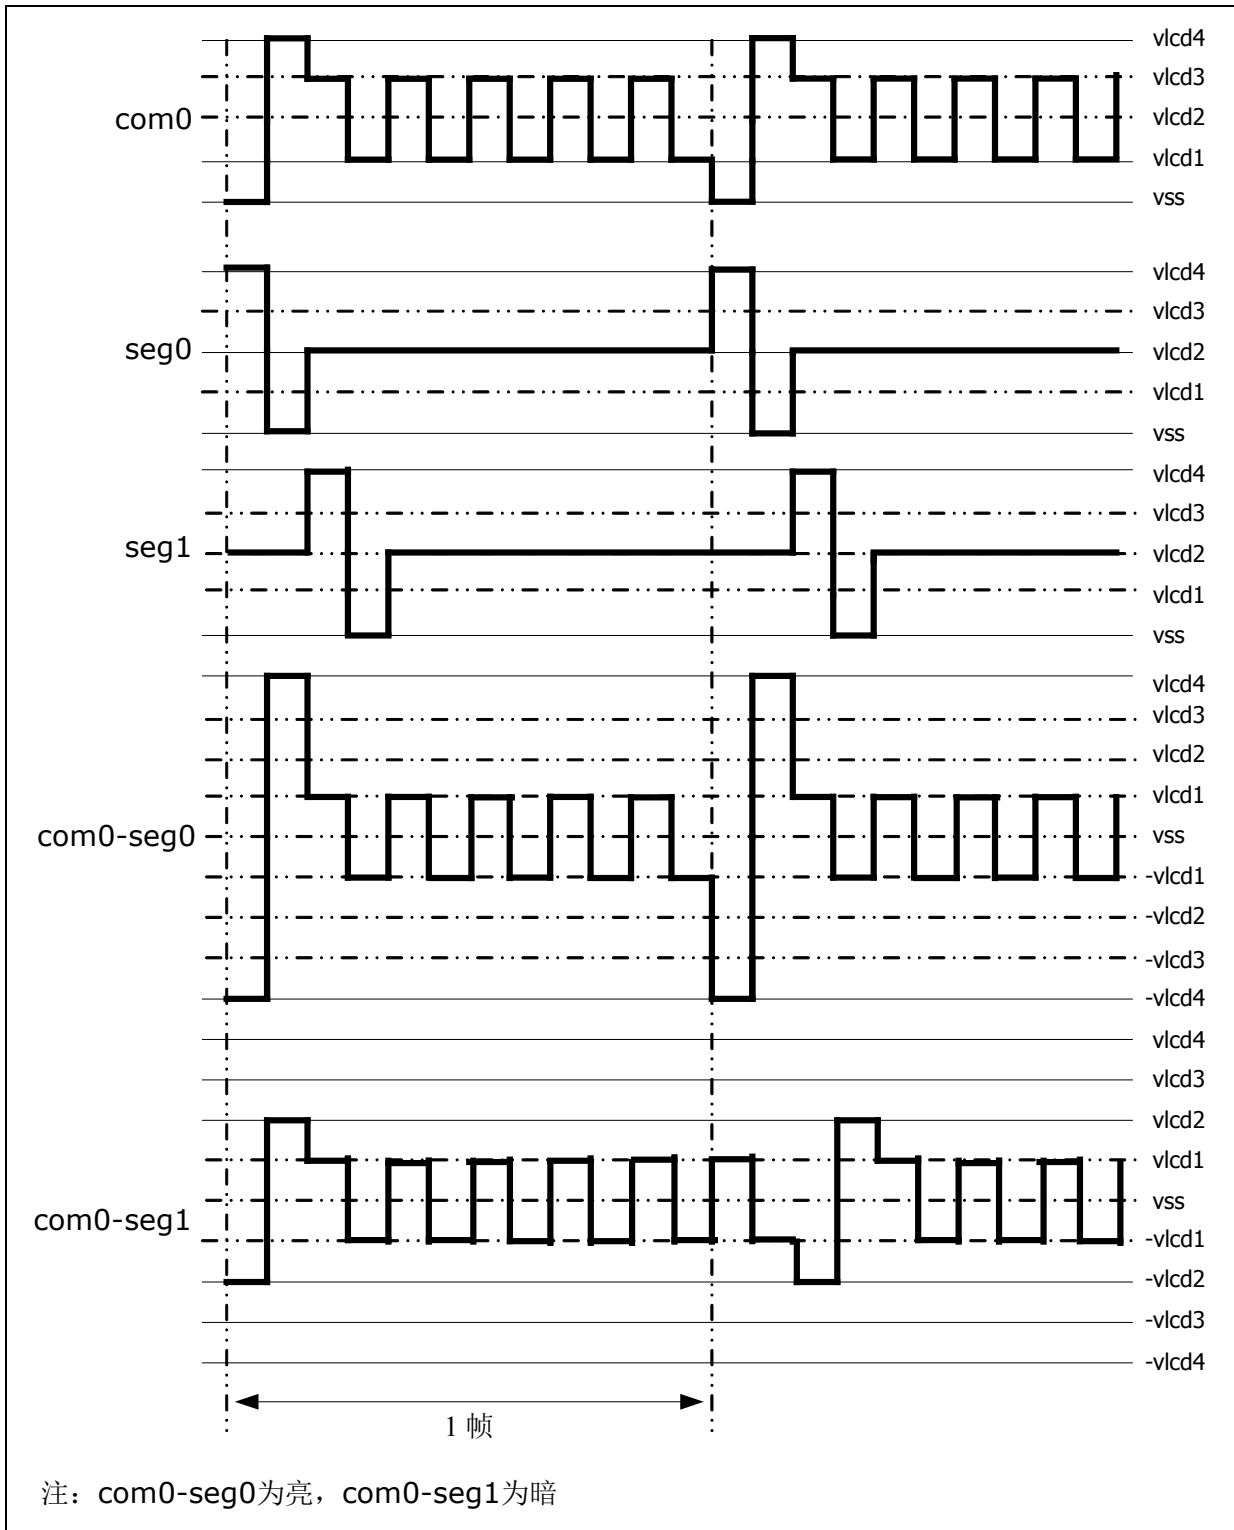 vlcd4
vlcd3
com0
vlcd2
vlcd1
vss
vlcd4
vlcd3
seg0
vlcd2
vlcd1
vss
vlcd4
vlcd3
seg1
vlcd2
vlcd1
vss
vlcd4
vlcd3
vlcd2
vlcd1
com0-seg0
vss
-vlcd1
-vlcd2
-vlcd3
-vlcd4
vlcd4
vlcd3
vlcd2
vlcd1
vss
com0-seg1
-vlcd1
-vlcd2
-vlcd3
-vlcd4
1 帧
注：com0-seg0为亮，com0-seg1为暗